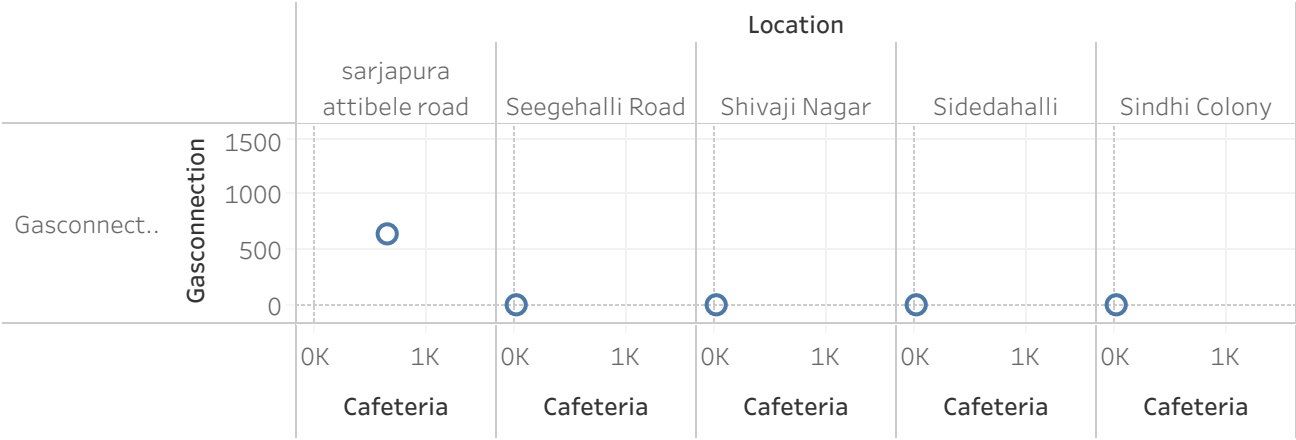 Location
sarjapura
attibele road
Seegehalli Road
Shivaji Nagar
Sidedahalli
Sindhi Colony
Gasconnect..
Gasconnection
1500
1000
500
0
0K 1K 0K 1K 0K 1K 0K 1K 0K 1K
Cafeteria Cafeteria Cafeteria Cafeteria Cafeteria